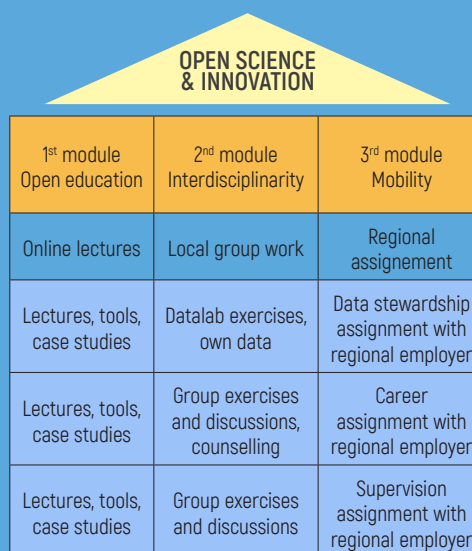 OPEN SCIENCE
& INNOVATION
1st module
Open education
2nd module
Interdisciplinarity
3rd module
Mobility
Online lectures
Local group work
Regional
assignement
Lectures, tools,
case studies
Datalab exercises,
own data
Data stewardship
assignment with
regional employer
Lectures, tools,
case studies
Group exercises
and discussions,
counselling
Career
assignment with
regional employer
Lectures, tools,
case studies
Group exercises
and discussions
Supervision
assignment with
regional employer